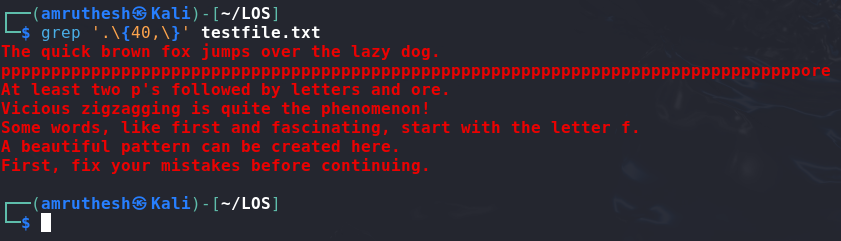 ┌──(amruthesh㉿Kali)-[~/LOS]
└─$ grep '.\{40,\}' testfile.txt
The quick brown fox jumps over the lazy dog.
ppppppppppppppppppppppppppppppppppppppppppppppppppppppppppppppppppppppppppppppppore
At least two p's followed by letters and ore.
Vicious zigzagging is quite the phenomenon!
Some words, like first and fascinating, start with the letter f.
A beautiful pattern can be created here.
First, fix your mistakes before continuing.
┌──(amruthesh㉿Kali)-[~/LOS]
└─$